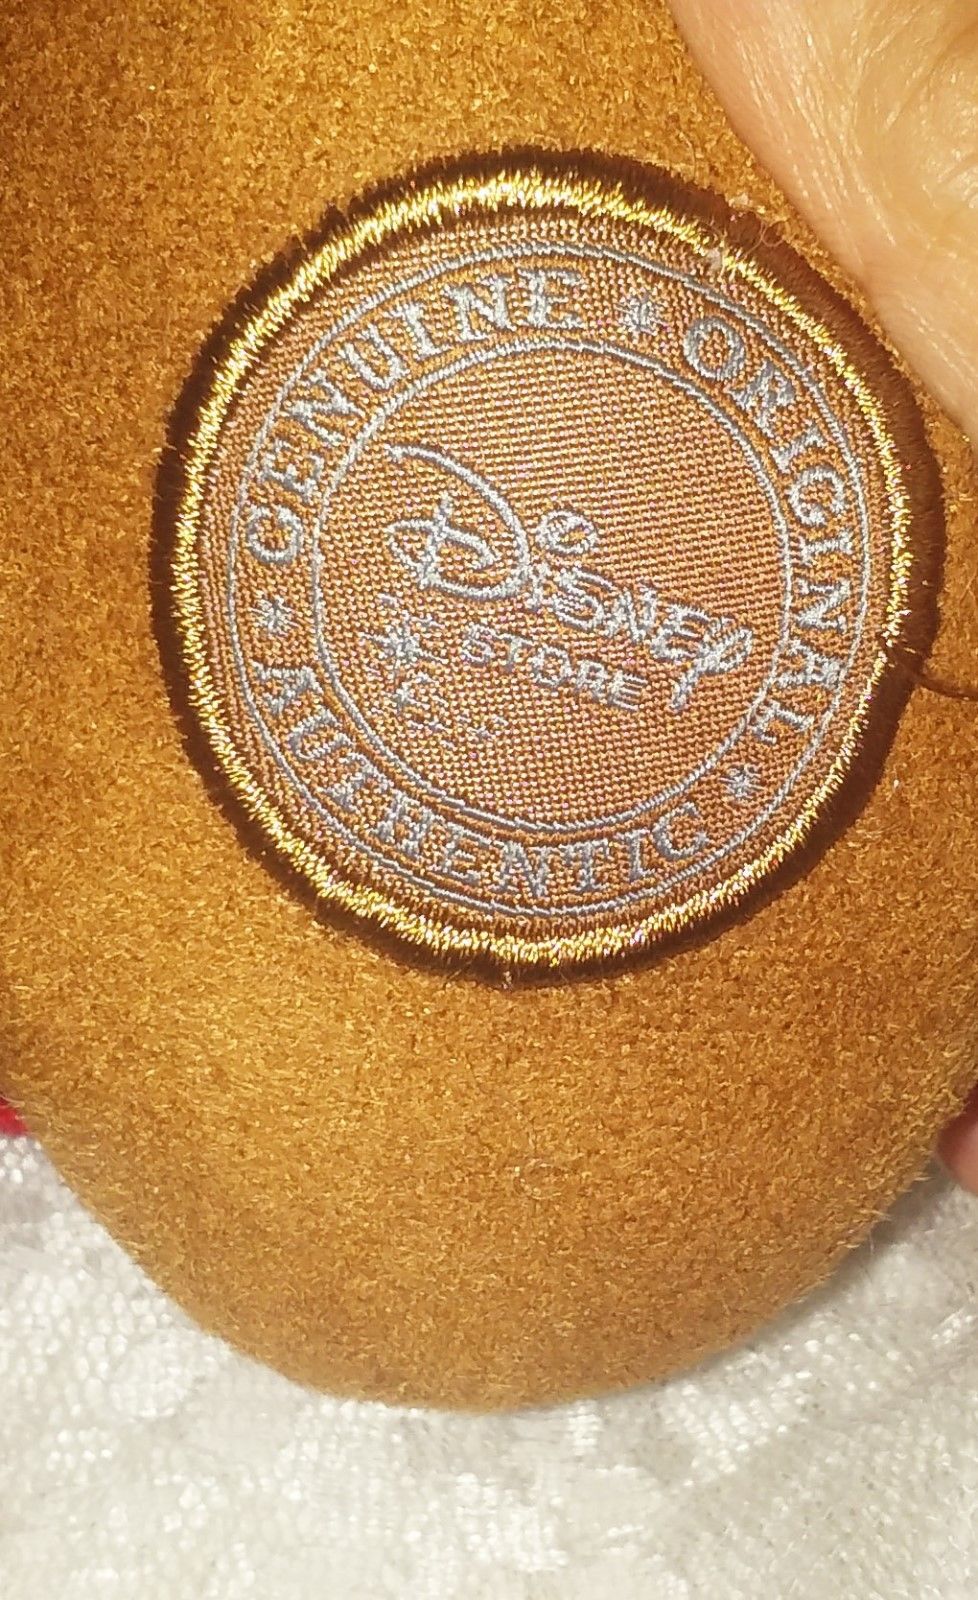 GENUINE * ORIGINAL * AUTHENTIC *
Disney
STORE